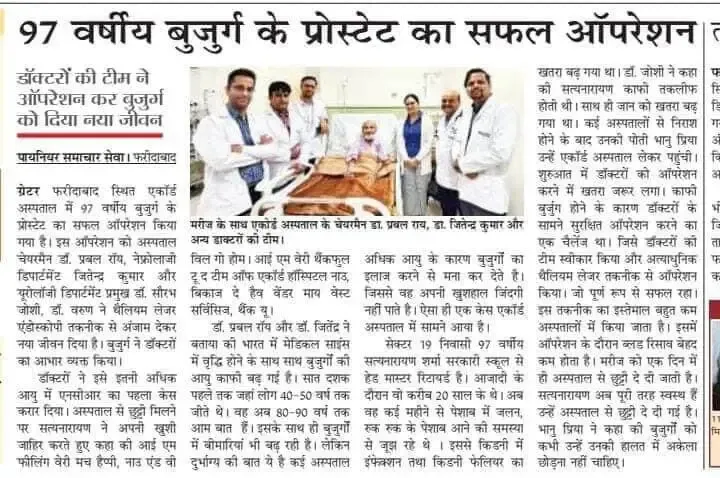 97 वर्षीय बुजुर्ग के प्रोस्टेट का सफल ऑपरेशन
डॉक्टरों की टीम ने
ऑपरेशन कर बुजुर्ग
को दिया नया जीवन
पायनियर समाचार सेवा। फरीदाबाद
ग्रेटर फरीदाबाद स्थित एकॉर्ड
अस्पताल में 97 वर्षीय बुजुर्ग के
प्रोस्टेट का सफल ऑपरेशन किया
गया है। इस ऑपरेशन को अस्पताल
चेयरमैन डॉ. प्रबल रॉय, नेफ्रोलाजी
डिपार्टमेंट जितेन्द्र कुमार और
यूरोलॉजी डिपार्टमेंट प्रमुख डॉ. सौरभ
जोशी, डॉ. वरुण ने थैलियम लेजर
एंडोस्कोपी तकनीक से अंजाम देकर
नया जीवन दिया है। बुजुर्ग ने डॉक्टरों
का आभार व्यक्त किया।
डॉक्टरों ने इसे इतनी अधिक
आयु में एनसीआर का पहला केस
करार दिया। अस्पताल से छुट्टी मिलने
पर सत्यनारायण ने अपनी खुशी
जाहिर करते हुए कहा की आई एम
फीलिंग वेरी मच हैप्पी, नाउ एंड वी
मरीज के साथ एकोर्ड अस्पताल के चेयरमैन डा. प्रबल राय, डा. जितेन्द्र कुमार और
अन्य डाक्टरों की टीम।
विल गो होम। आई एम वेरी थैंकफूल
टू द टीम ऑफ एकॉर्ड हॉस्पिटल नाउ,
बिकाज दे हैव वेंडर माय वेस्ट
सर्विसिज, थैंक यू।
डॉ. प्रबल रॉय और डॉ. जितेंद्र ने
बताया की भारत में मेडिकल साइंस
में वृद्धि होने के साथ साथ बुजुर्गों की
आयु काफी बढ़ गई है। सात दशक
पहले तक जहां लोग 40-50 वर्ष तक
जीते थे। वह अब 80-90 वर्ष तक
आम बात हैं। इसके साथ ही बुजुर्गों
में बीमारियां भी बढ़ रही है। लेकिन
दुर्भाग्य की बात ये है कई अस्पताल
अधिक आयु के कारण बुजुर्गों का
इलाज करने से मना कर देते है।
जिससे वह अपनी खुशहाल जिंदगी
नहीं पाते है। ऐसा ही एक केस एकॉर्ड
अस्पताल में सामने आया है।
सेक्टर 19 निवासी 97 वर्षीय
सत्यनारायण शर्मा सरकारी स्कूल से
हेड मास्टर रिटायर्ड है। आजादी के
दौरान वो करीब 20 साल के थे। अब
वह कई महीने से पेशाब में जलन,
रुक रुक के पेशाब आने की समस्या
से जूझ रहे थे । इससे किडनी में
इंफेक्शन तथा किडनी फेलियर का
खतरा बढ़ गया था। डॉ. जोशी ने कहा
की सत्यनारायण काफी तकलीफ
होती थी। साथ ही जान को खतरा बढ़
गया था। कई अस्पतालों से निराश
होने के बाद उनकी पोती भानु प्रिया
उन्हें एकॉर्ड अस्पताल लेकर पहुंची।
शुरुआत में डॉक्टरों को ऑपरेशन
करने में खतरा जरूर लगा। काफी
बुजुंग होने के कारण डॉक्टरों के
सामने सुरक्षित आपरेशन करने का
एक चैलेंज था। जिसे डॉक्टरों की
टीम स्वीकार किया और अत्याधुनिक
थैलियम लेजर तकनीक से ऑपरेशन
किया। जो पूर्ण रूप से सफल रहा।
इस तकनीक का इस्तेमाल बहुत कम
अस्पतालों में किया जाता है। इसमें
ऑपरेशन के दौरान ब्लड रिसाव बेहद
कम होता है। मरीज को एक दिन में
ही अस्पताल से छुट्टी दे दी जाती है।
सत्यनारायण अब पूरी तरह स्वस्थ हैं
उन्हें अस्पताल से छुट्टी दे दी गई है।
भानु प्रिया ने कहा की बुजुर्गों को
कभी उन्हें उनकी हालत में अकेला
छोड़ना नहीं चाहिए।